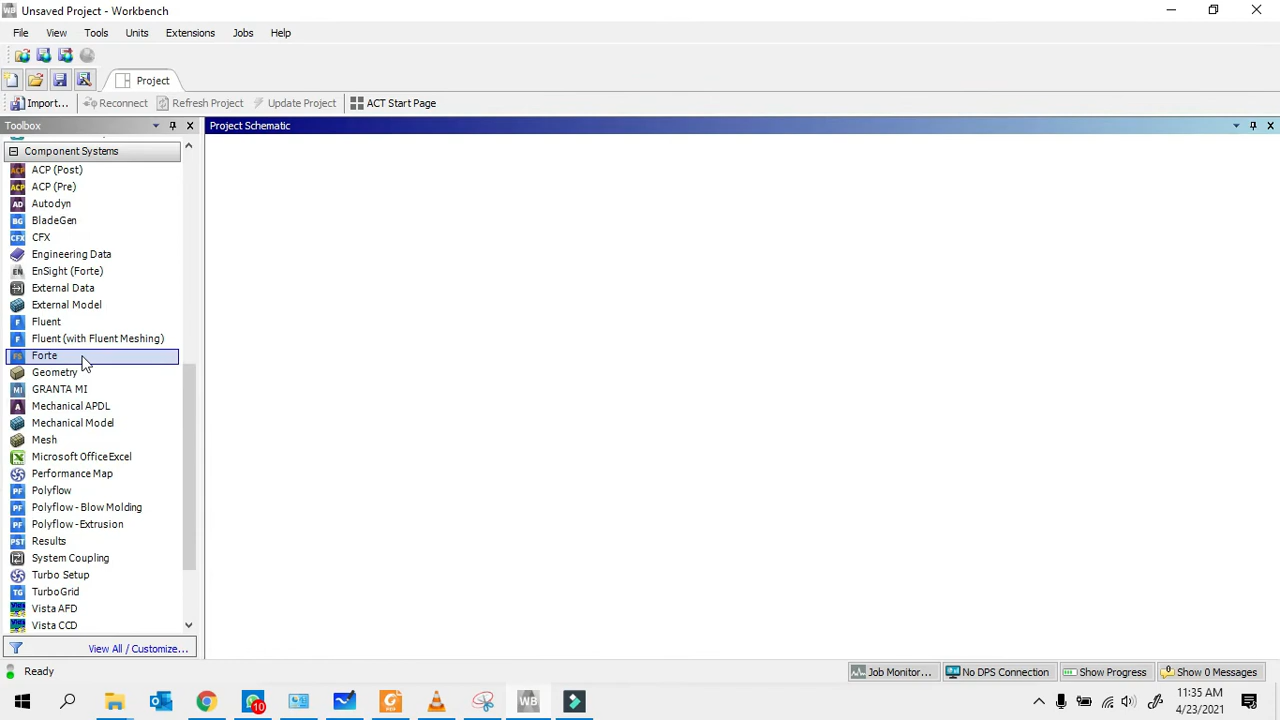 Unsaved Project - Workbench
File View Tools Units Extensions Jobs Help
Project
Import... Reconnect Refresh Project Update Project ACT Start Page
Toolbox
Project Schematic
Component Systems
ACP (Post)
ACP (Pre)
Autodyn
BladeGen
CFX
Engineering Data
EnSight (Forte)
External Data
External Model
Fluent
Fluent (with Fluent Meshing)
Forte
Geometry
GRANTA MI
Mechanical APDL
Mechanical Model
Mesh
Microsoft Office Excel
Performance Map
Polyflow
Polyflow - Blow Molding
Polyflow - Extrusion
Results
System Coupling
Turbo Setup
TurboGrid
Vista AFD
Vista CCD
View All / Customize...
Ready
Job Monitor... No DPS Connection Show Progress Show 0 Messages
10
11:35 AM
4/23/2021